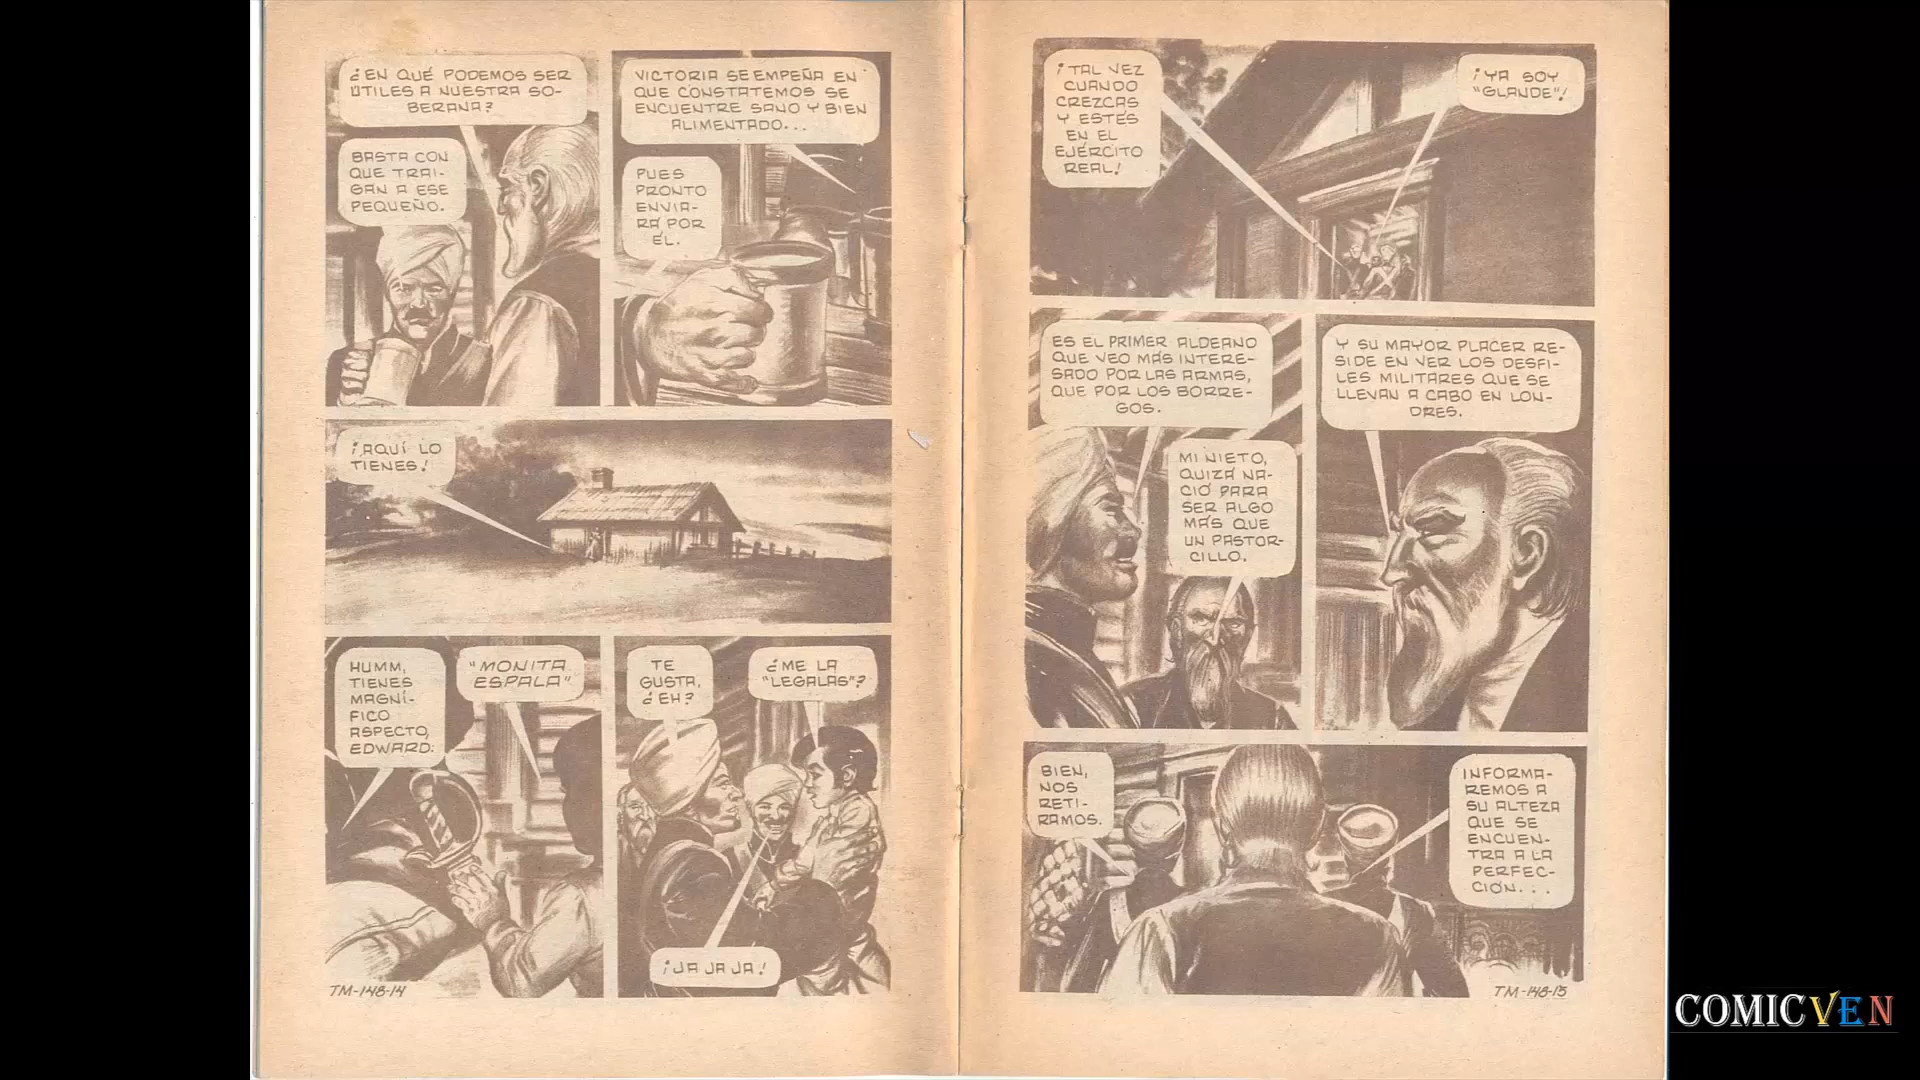 ¿EN QUÉ PODEMOS SER
ÚTILES A NUESTRA SO-
BERANA?
BASTA CON
QUE TRAI-
GAN A ESE
PEQUEÑO.
VICTORIA SE EMPEÑA EN
QUE CONSTATEMOS SE
ENCUENTRE SANO Y BIEN
ALIMENTADO...
PUES
PRONTO
ENVIA-
RÁ POR
ÉL.
¡AQUÍ LO
TIENES!
HUMM,
TIENES
MAGNÍ-
FICO
ASPECTO,
EDWARD.
"MONITA
ESPALA"
TE
GUSTA,
¿EH?
¿ME LA
"LEGALAS"?
¡JA JA JA!
TM-148-14
¡TAL VEZ
CUANDO
CREZCAS
Y ESTÉS
EN EL
EJÉRCITO
REAL!
¡YA SOY
"GLANDE"!
ES EL PRIMER ALDEANO
QUE VEO MÁS INTERE-
SADO POR LAS ARMAS,
QUE POR LOS BORRE-
GOS.
MI NIETO,
QUIZÁ NA-
CIÓ PARA
SER ALGO
MÁS QUE
UN PASTOR-
CILLO.
Y SU MAYOR PLACER RE-
SIDE EN VER LOS DESFI-
LES MILITARES QUE SE
LLEVAN A CABO EN LON-
DRES.
BIEN,
NOS
RETI-
RAMOS.
INFORMA-
REMOS A
SU ALTEZA
QUE SE
ENCUEN-
TRA A LA
PERFEC-
CIÓN...
TM-148-15
COMICVEN